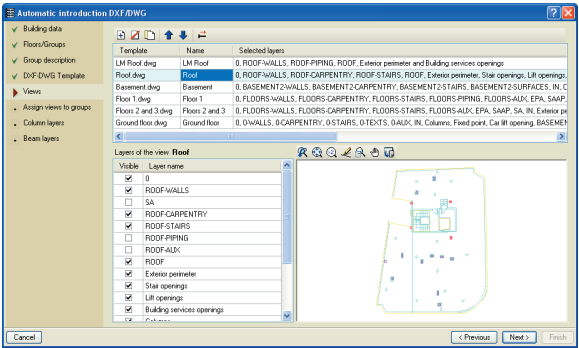 Automatic introduction DXF/DWG
Building data
Floors/Groups
Group description
DXF-DWG Template
Views
Assign views to groups
Column layers
Beam layers
Template Name Selected layers
LM Roof.dwg LM Roof 0, ROOF-WALLS, ROOF-PIPING, ROOF, Exterior perimeter and Building services openings
Roof.dwg Roof 0, ROOF-WALLS, ROOF-CARPENTRY, ROOF-STAIRS, ROOF, Exterior perimeter, Stair openings, Lift openings,
Basement.dwg Basement 0, BASEMENT2-WALLS, BASEMENT2-CARPENTRY, BASEMENT2-STAIRS, BASEMENT2-SURFACES, IN, C
Floor 1.dwg Floor 1 0, FLOORS-WALLS, FLOORS-CARPENTRY, FLOORS-STAIRS, FLOORS-PIPING, FLOORS-AUX, EPA, SAAP,
Floors 2 and 3.dwg Floors 2 and 3 0, FLOORS-WALLS, FLOORS-CARPENTRY, FLOORS-STAIRS, FLOORS-AUX, EPA, SAAP, SA, IN, Exterior pe
Ground floor.dwg Ground floor 0, 0-WALLS, 0-CARPENTRY, 0-STAIRS, 0-TEXTS, 0-AUX, IN, Columns, Fixed point, Car lift opening, BASEMEN
Layers of the view Roof
Visible Layer name
0
ROOF-WALLS
SA
ROOF-CARPENTRY
ROOF-STAIRS
ROOF-PIPING
ROOF-AUX
ROOF
Exterior perimeter
Stair openings
Lift openings
Building services openings
Columns
Cancel
< Previous
Next >
Finish